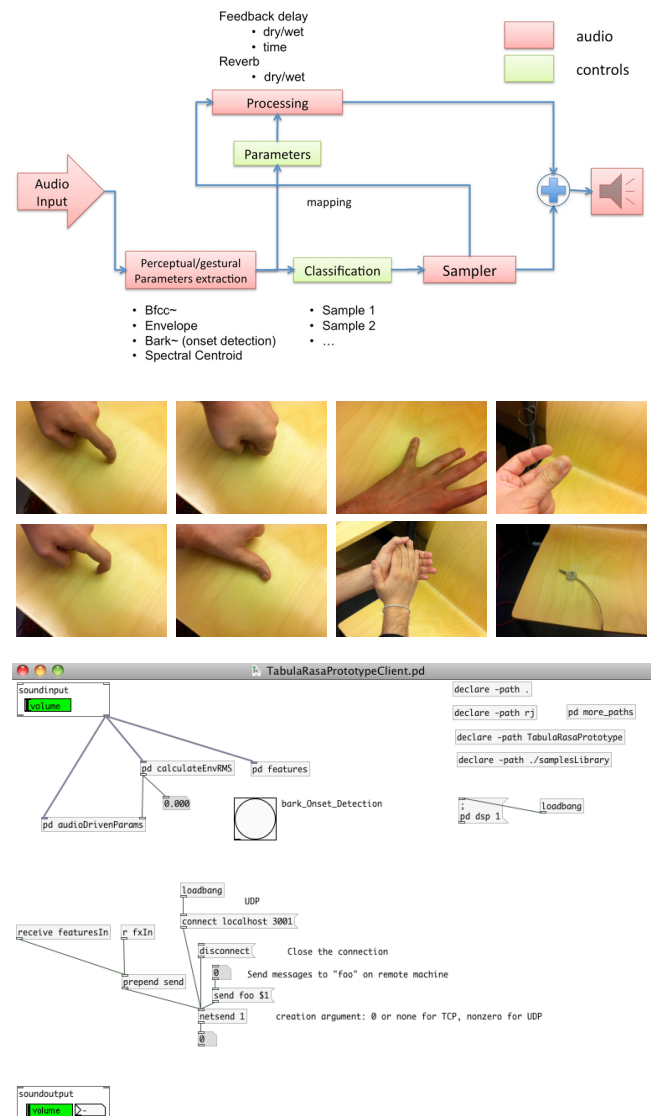 Feedback delay
• dry/wet
• time
Reverb
• dry/wet
audio
controls
Processing
Parameters
Audio
Input
mapping
Perceptual/gestural
Parameters extraction
Classification
Sampler
• Bfcc~
• Envelope
• Bark~ (onset detection)
• Spectral Centroid
• Sample 1
• Sample 2
• ...
TabulaRasaPrototypeClient.pd
soundinput
volume
declare -path .
declare -path rj
pd more_paths
declare -path TabulaRasaPrototype
declare -path ./samplesLibrary
pd calculateEnvRMS
pd features
0.000
bark_Onset_Detection
pd audioDrivenParams
;
pd dsp 1
loadbang
loadbang
UDP
connect localhost 3001
receive featuresIn
r fxIn
disconnect
Close the connection
0
Send messages to "foo" on remote machine
prepend send
send foo $1
netsend 1
creation argument: 0 or none for TCP, nonzero for UDP
0
soundoutput
volume
>-